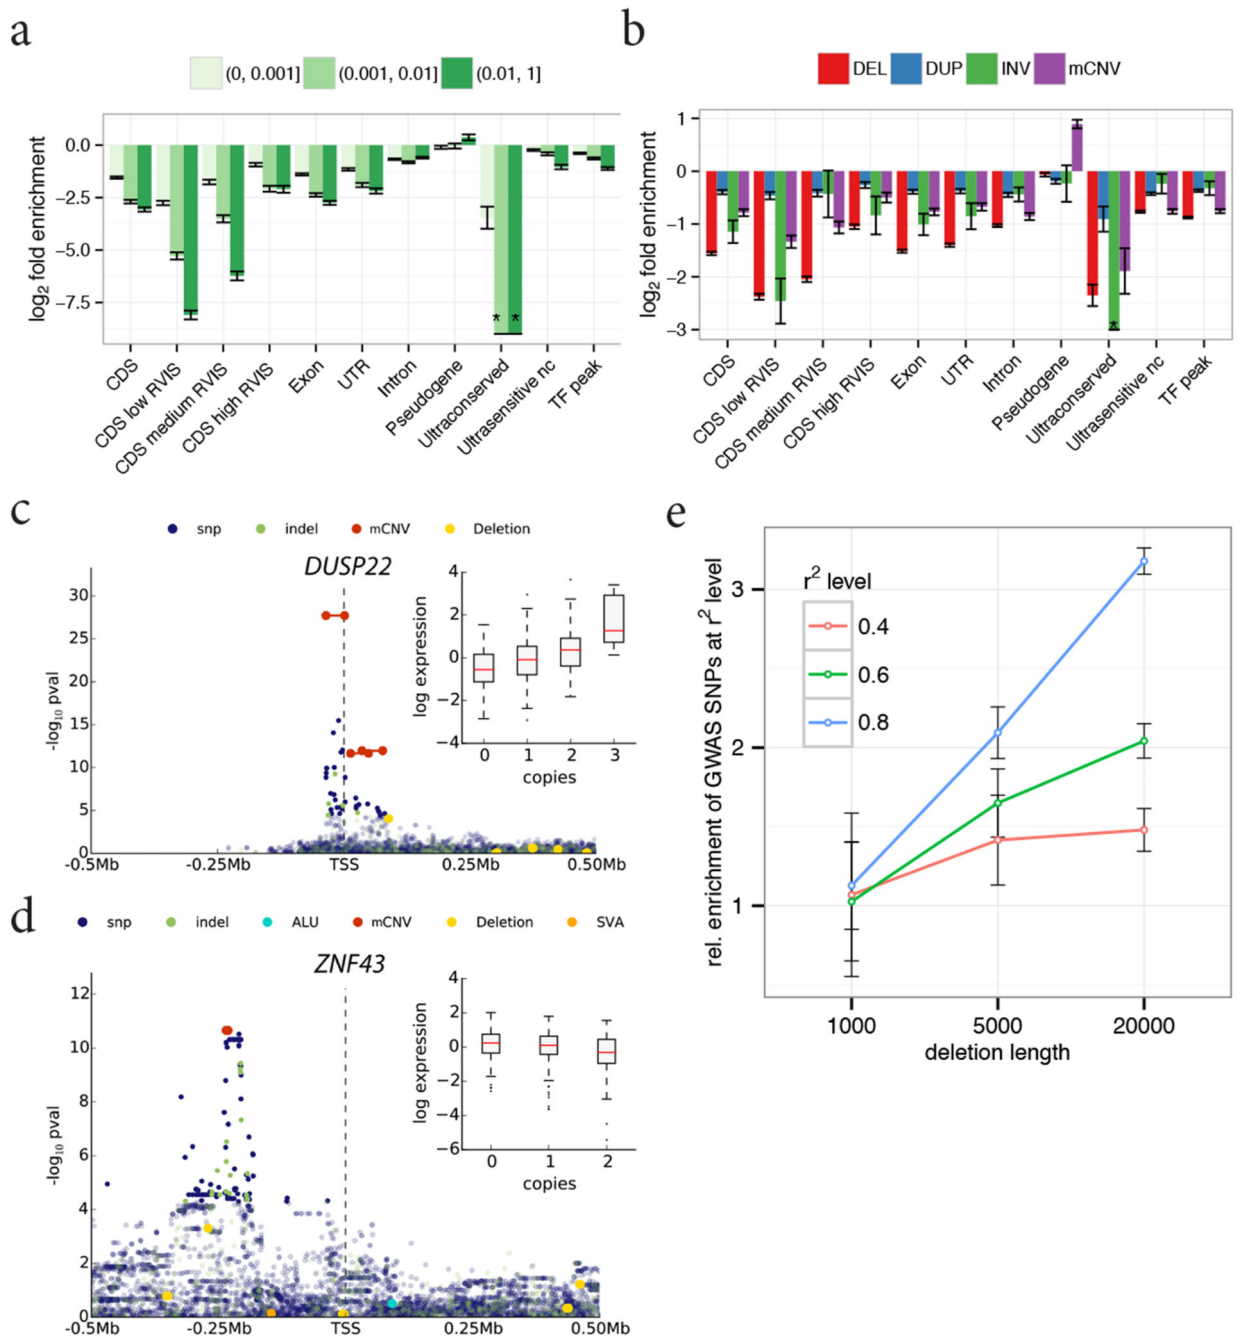 a
(0, 0.001] (0.001, 0.01] (0.01, 1]
log2 fold enrichment
0.0
−2.5
−5.0
−7.5
* *
CDS
CDS low RVIS
CDS medium RVIS
CDS high RVIS
Exon
UTR
Intron
Pseudogene
Ultraconserved
Ultrasensitive nc
TF peak
b
DEL DUP INV mCNV
log2 fold enrichment
1
0
−1
−2
−3
*
CDS
CDS low RVIS
CDS medium RVIS
CDS high RVIS
Exon
UTR
Intron
Pseudogene
Ultraconserved
Ultrasensitive nc
TF peak
c
snp indel mCNV Deletion
DUSP22
-log10 pval
30
25
20
15
10
5
0
-0.5Mb -0.25Mb TSS 0.25Mb 0.50Mb
log expression
4
2
0
−2
−4
0 1 2 3
copies
d
snp indel ALU mCNV Deletion SVA
ZNF43
-log10 pval
12
10
8
6
4
2
0
-0.5Mb -0.25Mb TSS 0.25Mb 0.50Mb
log expression
4
2
0
−2
−4
−6
0 1 2
copies
e
rel. enrichment of GWAS SNPs at r2 level
3
2
1
r2 level
0.4
0.6
0.8
1000 5000 20000
deletion length